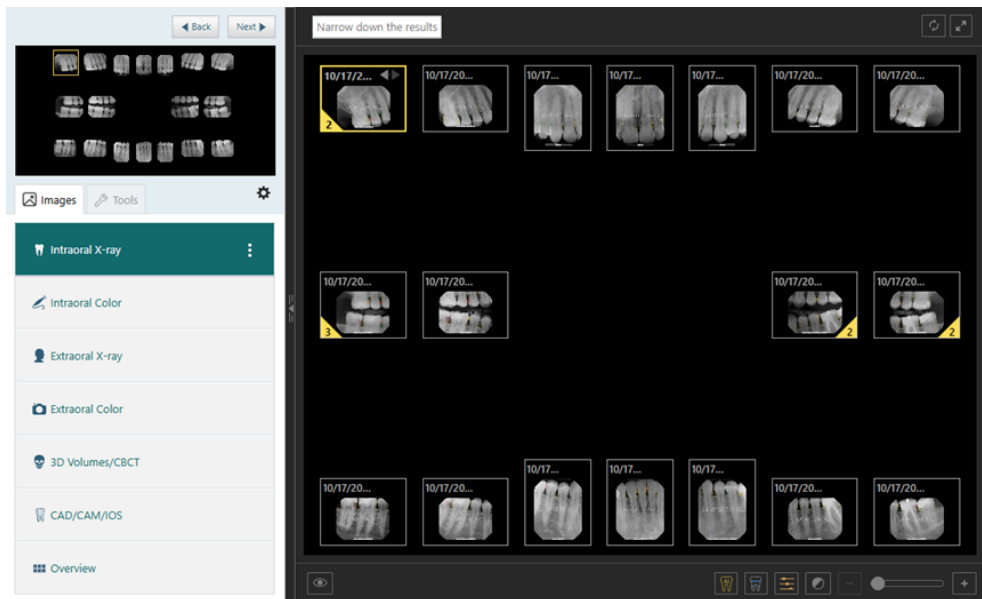 Back
Next
Images
Tools
Intraoral X-ray
Intraoral Color
Extraoral X-ray
Extraoral Color
3D Volumes/CBCT
CAD/CAM/IOS
Overview
Narrow down the results
10/17/2...
10/17/20...
10/17...
10/17...
10/17...
10/17/20...
10/17/20...
2
10/17/20...
10/17/20...
10/17/20...
10/17/20...
3
2
2
10/17/20...
10/17/20...
10/17...
10/17...
10/17...
10/17/20...
10/17/20...